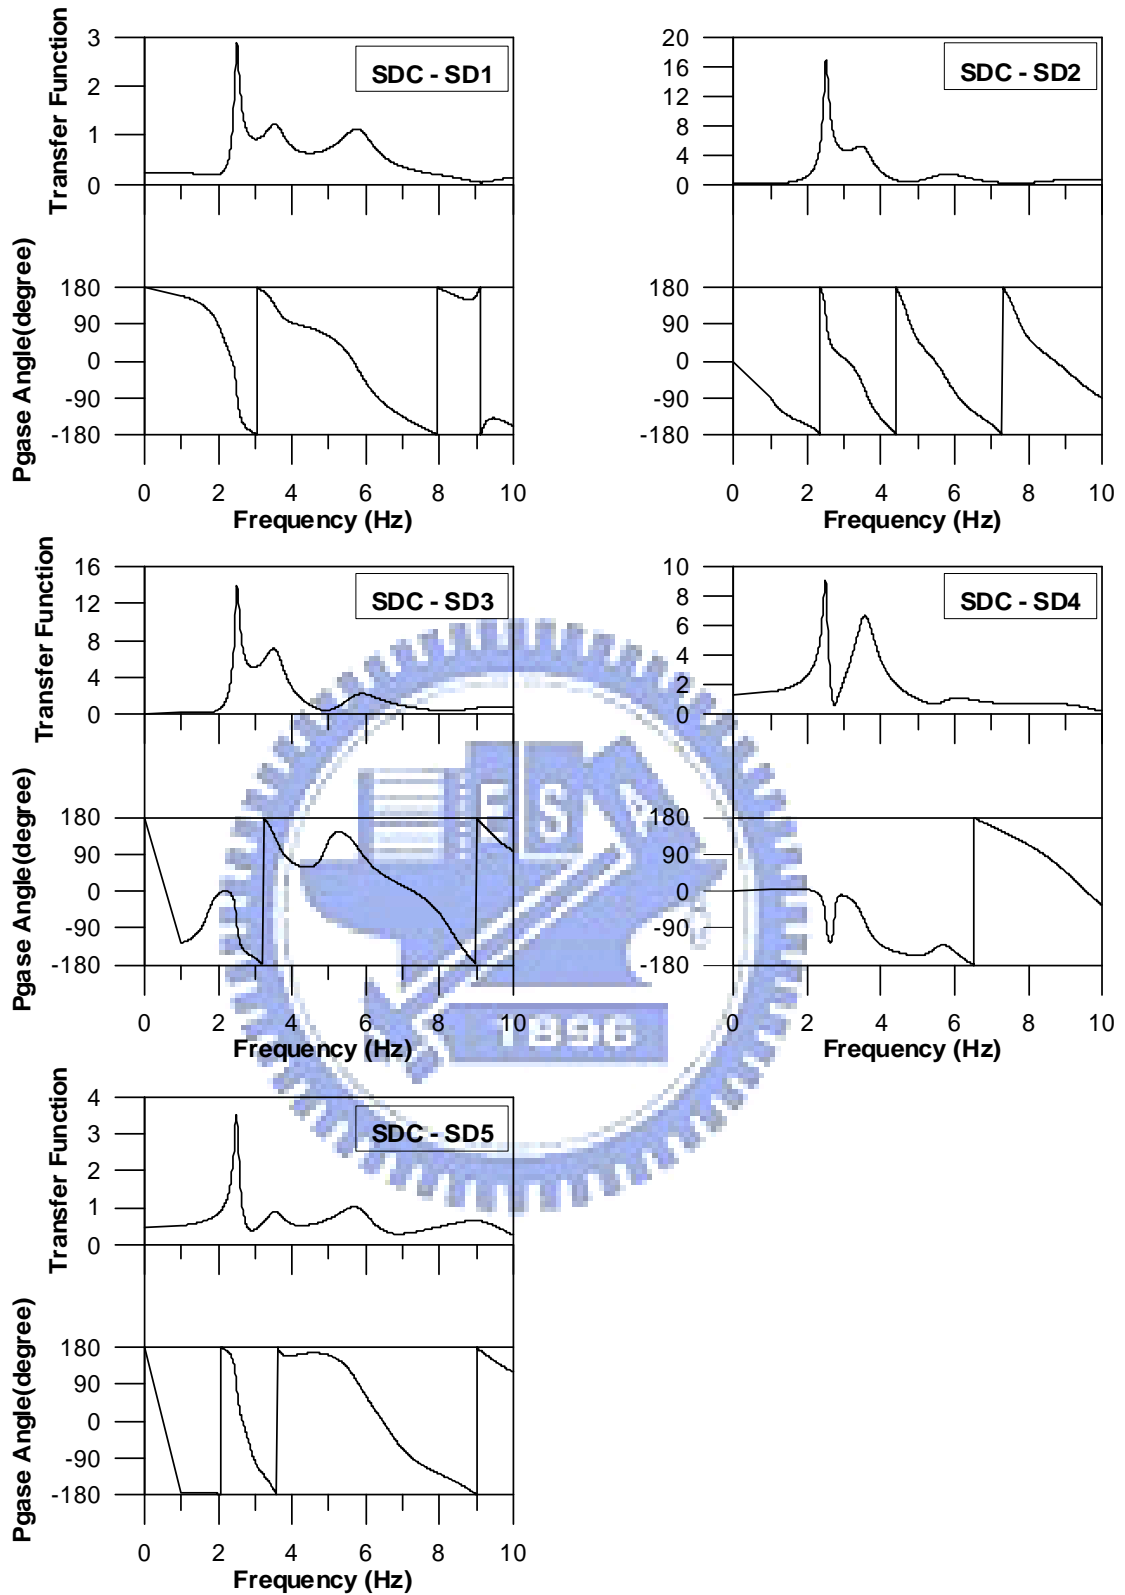 Transfer Function
3
2
1
0
SDC - SD1
Pgase Angle(degree)
180
90
0
-90
-180
0 2 4 6 8 10
Frequency (Hz)
20
16
12
8
4
0
SDC - SD2
180
90
0
-90
-180
0 2 4 6 8 10
Frequency (Hz)
Transfer Function
16
12
8
4
0
SDC - SD3
Pgase Angle(degree)
180
90
0
-90
-180
0 2 4 6 8 10
Frequency (Hz)
10
8
6
4
2
0
SDC - SD4
180
90
0
-90
-180
0 2 4 6 8 10
Frequency (Hz)
E S A
1896
Transfer Function
4
3
2
1
0
SDC - SD5
Pgase Angle(degree)
180
90
0
-90
-180
0 2 4 6 8 10
Frequency (Hz)